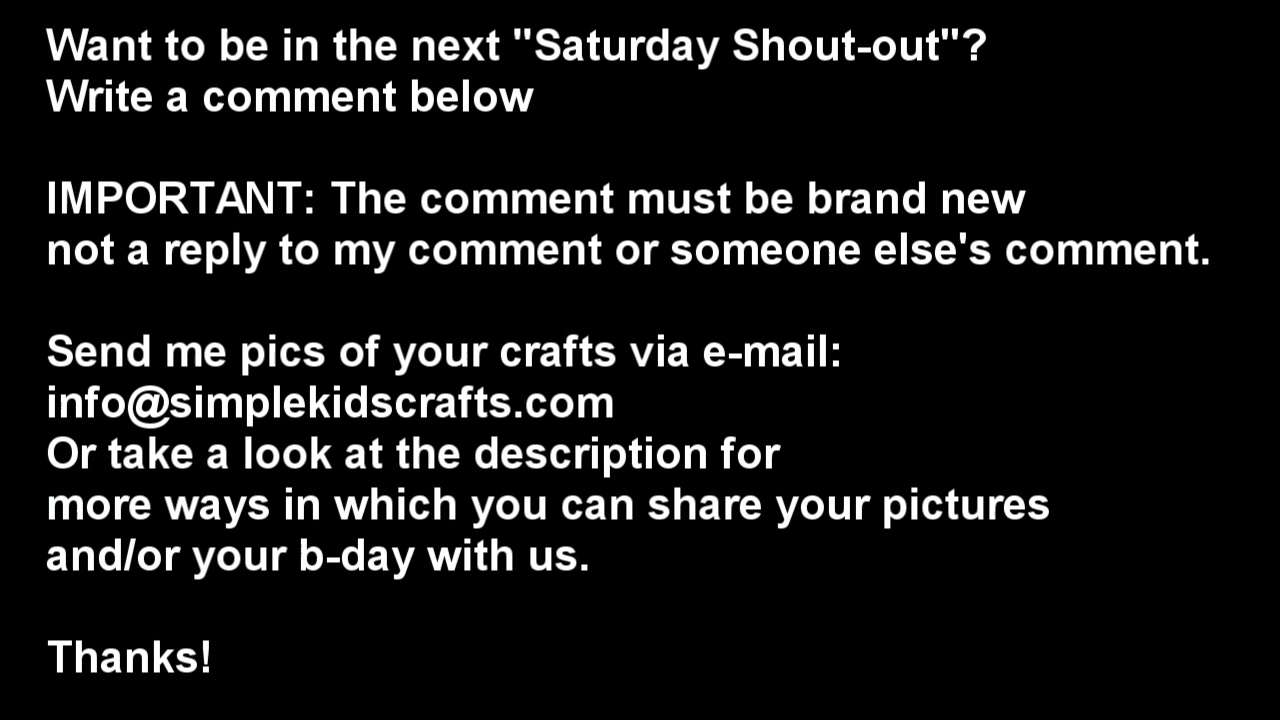 Want to be in the next "Saturday Shout-out"?
Write a comment below
IMPORTANT: The comment must be brand new
not a reply to my comment or someone else's comment.
Send me pics of your crafts via e-mail:
info@simplekidscrafts.com
Or take a look at the description for
more ways in which you can share your pictures
and/or your b-day with us.
Thanks!